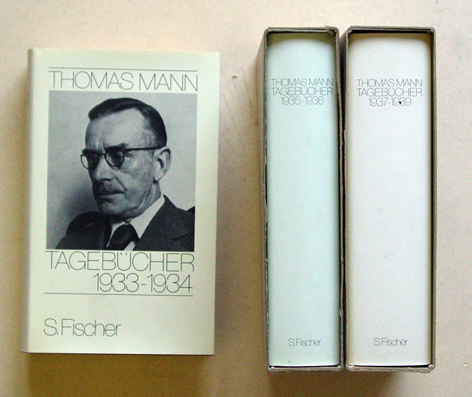 THOMAS MANN
TAGEBÜCHER
1933-1934
S. Fischer
THOMAS MANN
TAGEBÜCHER
1935-1936
S. Fischer
THOMAS MANN
TAGEBÜCHER
1937-1939
S. Fischer